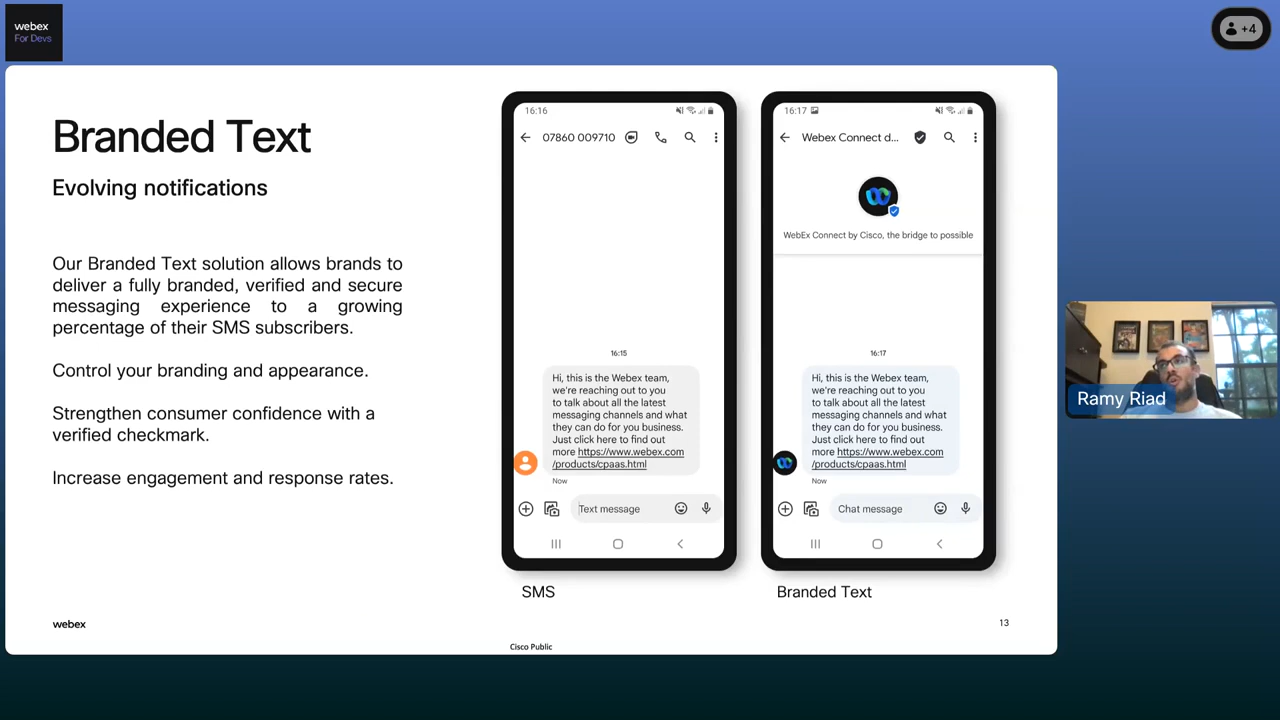 webex
For Devs
+4
Branded Text
Evolving notifications
Our Branded Text solution allows brands to
deliver a fully branded, verified and secure
messaging experience to a growing
percentage of their SMS subscribers.
Control your branding and appearance.
Strengthen consumer confidence with a
verified checkmark.
Increase engagement and response rates.
16:16
07860 009710
16:15
Hi, this is the Webex team,
we're reaching out to you
to talk about all the latest
messaging channels and what
they can do for you business.
Just click here to find out
more https://www.webex.com
/products/cpaas.html
Now
Text message
SMS
16:17
Webex Connect d...
WebEx Connect by Cisco, the bridge to possible
16:17
Hi, this is the Webex team,
we're reaching out to you
to talk about all the latest
messaging channels and what
they can do for you business.
Just click here to find out
more https://www.webex.com
/products/cpaas.html
Now
Chat message
Branded Text
webex
13
Cisco Public
Ramy Riad